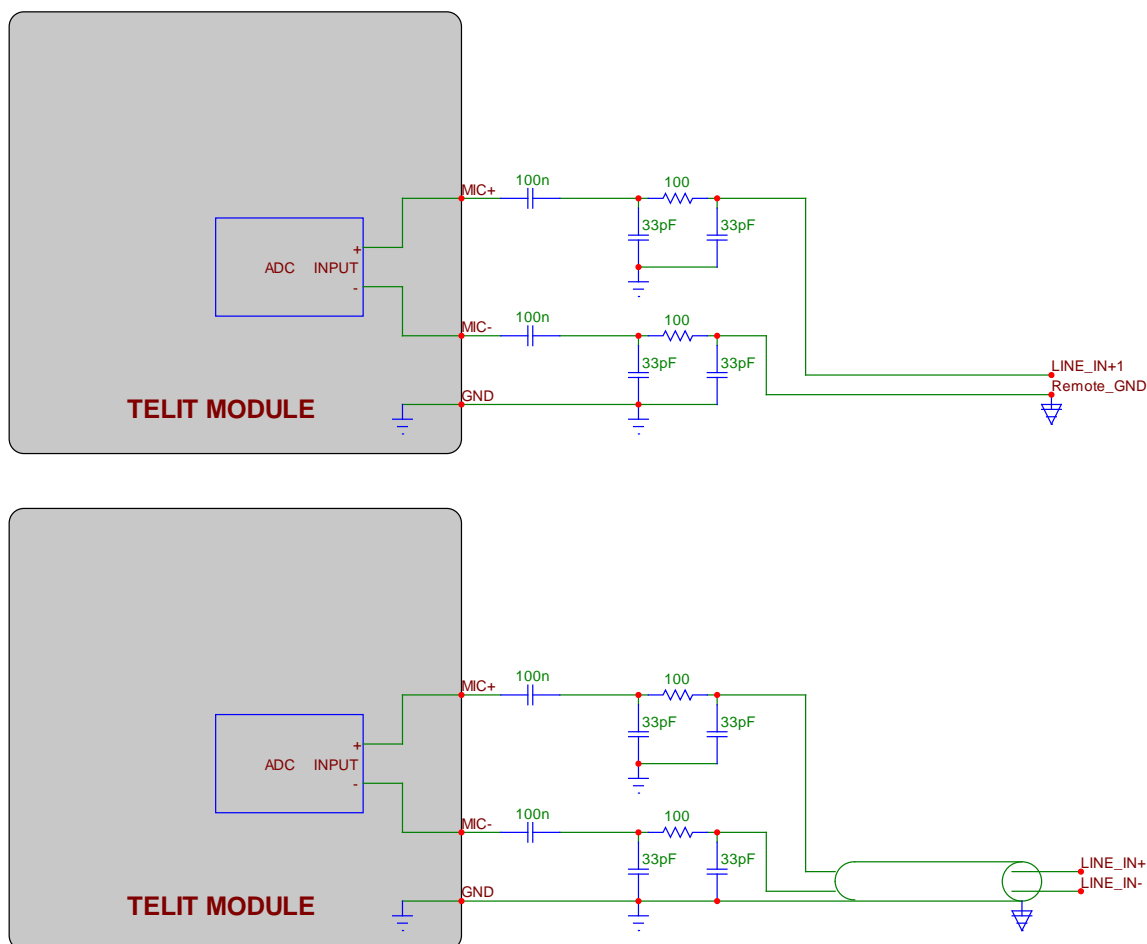 100n
100
MIC+
33pF
33pF
+
ADC INPUT
-
100n
100
MIC-
33pF
33pF
LINE_IN+1
Remote_GND
GND
TELIT MODULE
100n
100
MIC+
33pF
33pF
+
ADC INPUT
-
100n
100
MIC-
33pF
33pF
LINE_IN+
LINE_IN-
GND
TELIT MODULE